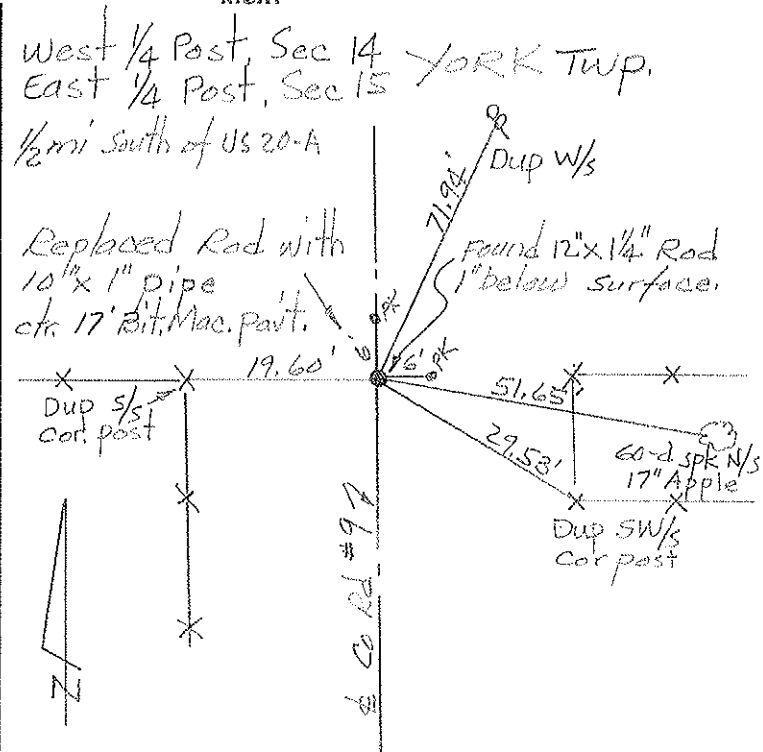 West 1/4 Post, Sec 14 YORK Twp.
East 1/4 Post, Sec 15
1/2 mi South of US 20-A
Dup W/s
71.94'
Replaced Rod with
10" x 1" pipe
ctr. 17' Bit. Mac. pav't.
Found 12" X 1 1/4" Rod
1" below surface.
PK
6'
19.60'
6'
PK
51.65'
29.53'
Dup S/s
cor. post
60-d spk N/s
17" Apple
Dup SW/s
Cor post
Co Rd #9
N